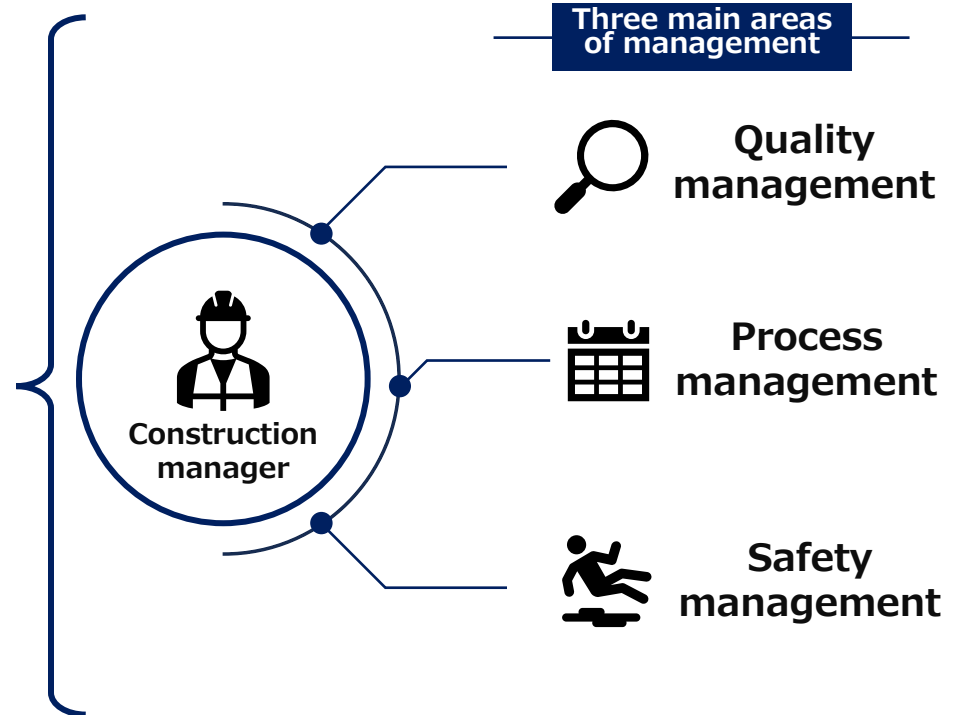 Three main areas
of management
Quality
management
Process
management
Construction
manager
Safety
management